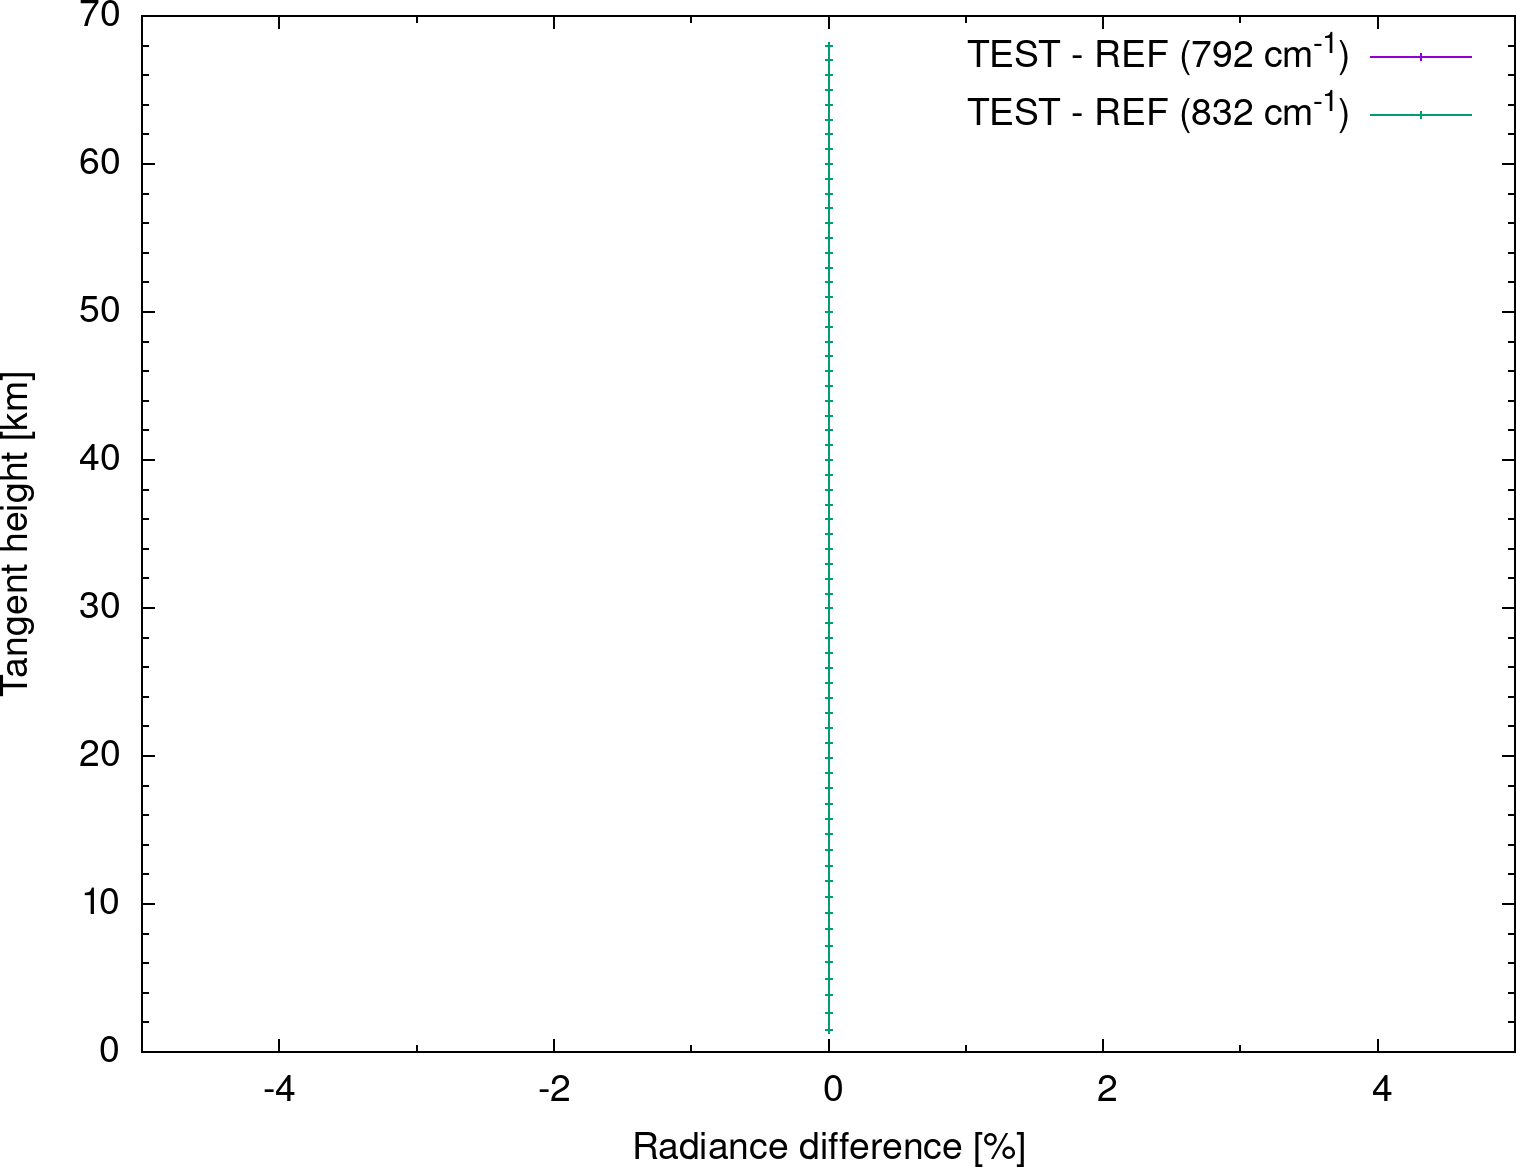 TEST - REF (792 cm⁻¹)
TEST - REF (832 cm⁻¹)
70
60
50
40
30
20
10
0
Tangent height [km]
-4 -2 0 2 4
Radiance difference [%]